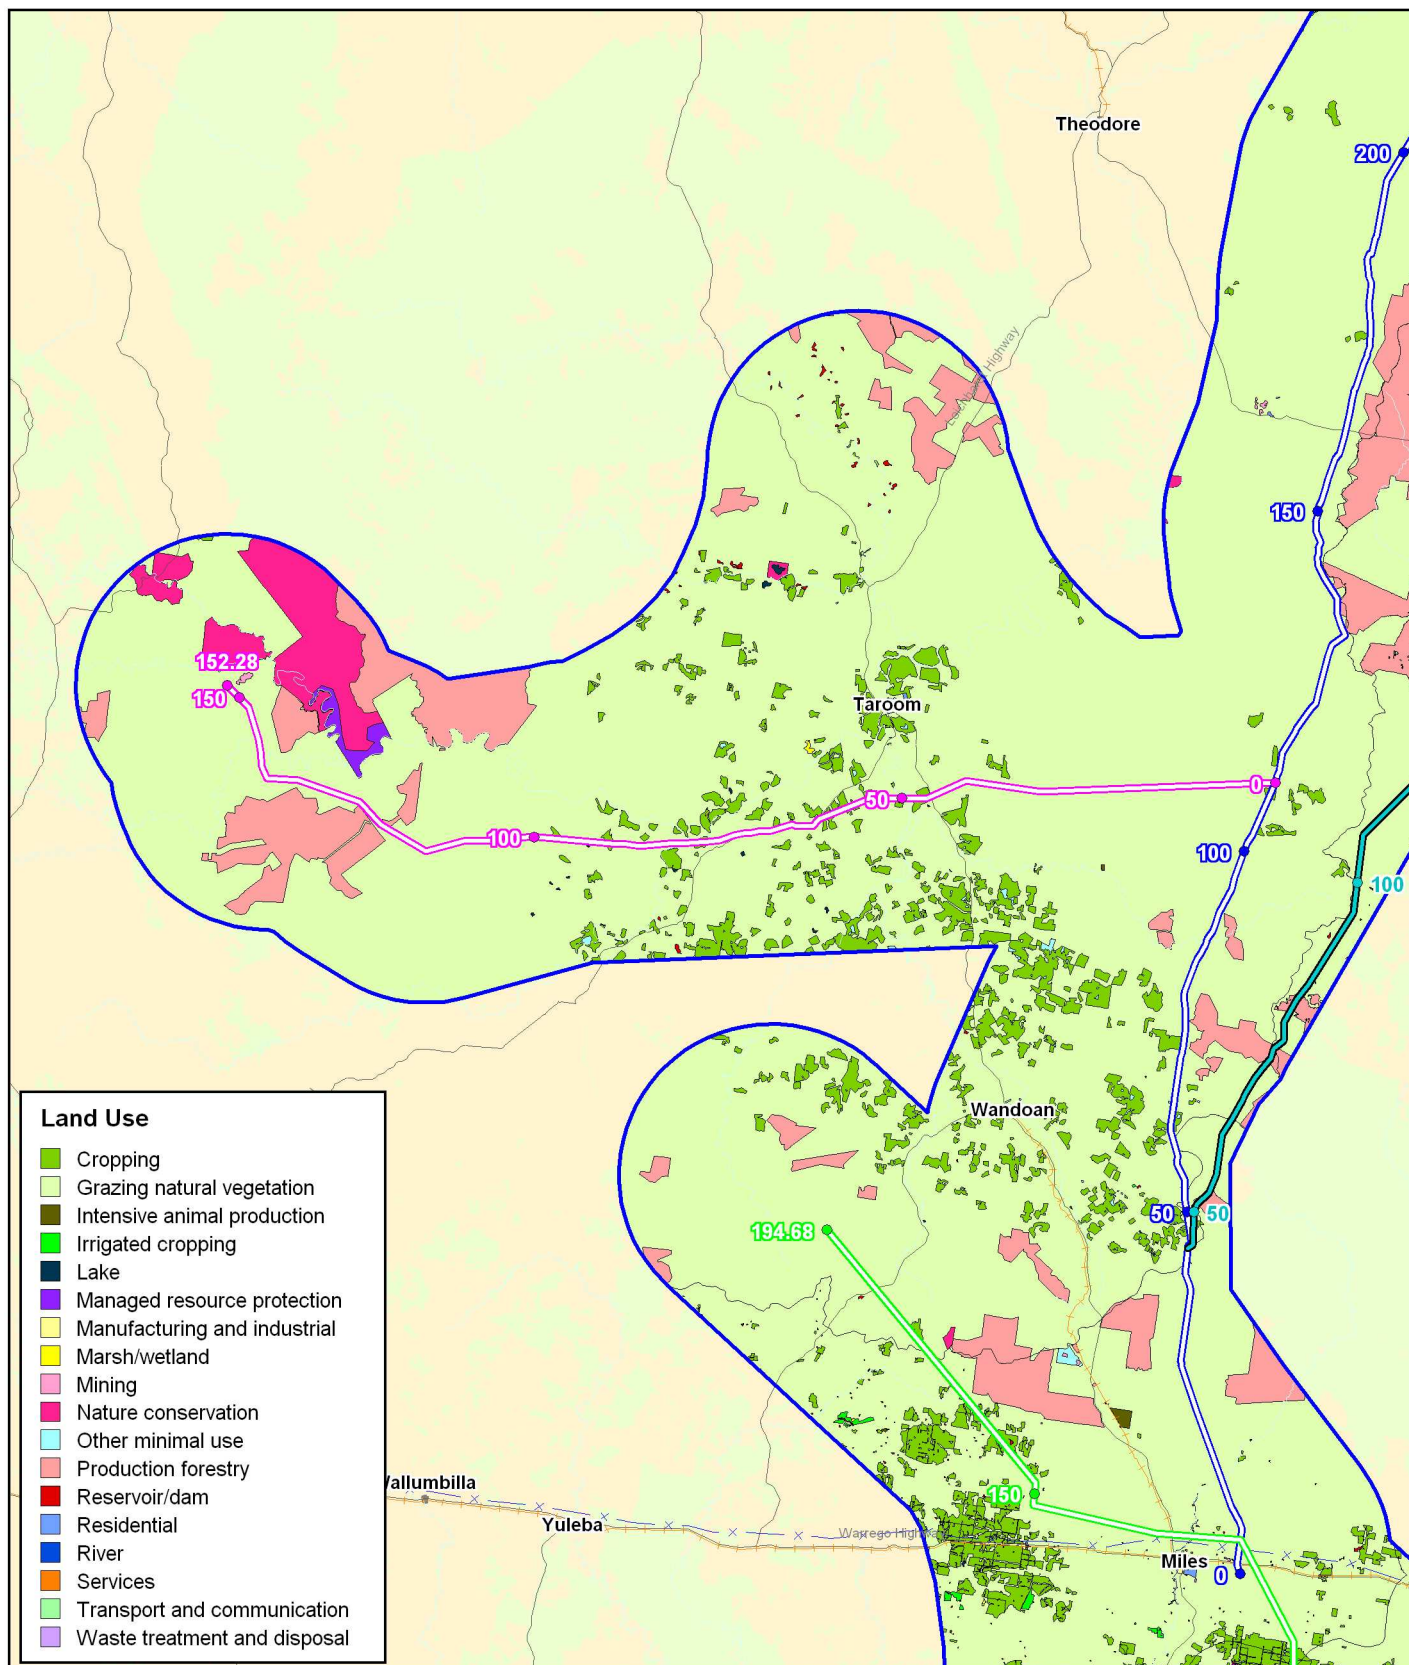 Theodore
200
Leichhardt Highway
150
152.28
150
Taroom
50
0
100
100
100
Wandoan
50
50
194.68
150
Warrego Highway
Wallumbilla
Yuleba
Miles
0
Land Use
Cropping
Grazing natural vegetation
Intensive animal production
Irrigated cropping
Lake
Managed resource protection
Manufacturing and industrial
Marsh/wetland
Mining
Nature conservation
Other minimal use
Production forestry
Reservoir/dam
Residential
River
Services
Transport and communication
Waste treatment and disposal